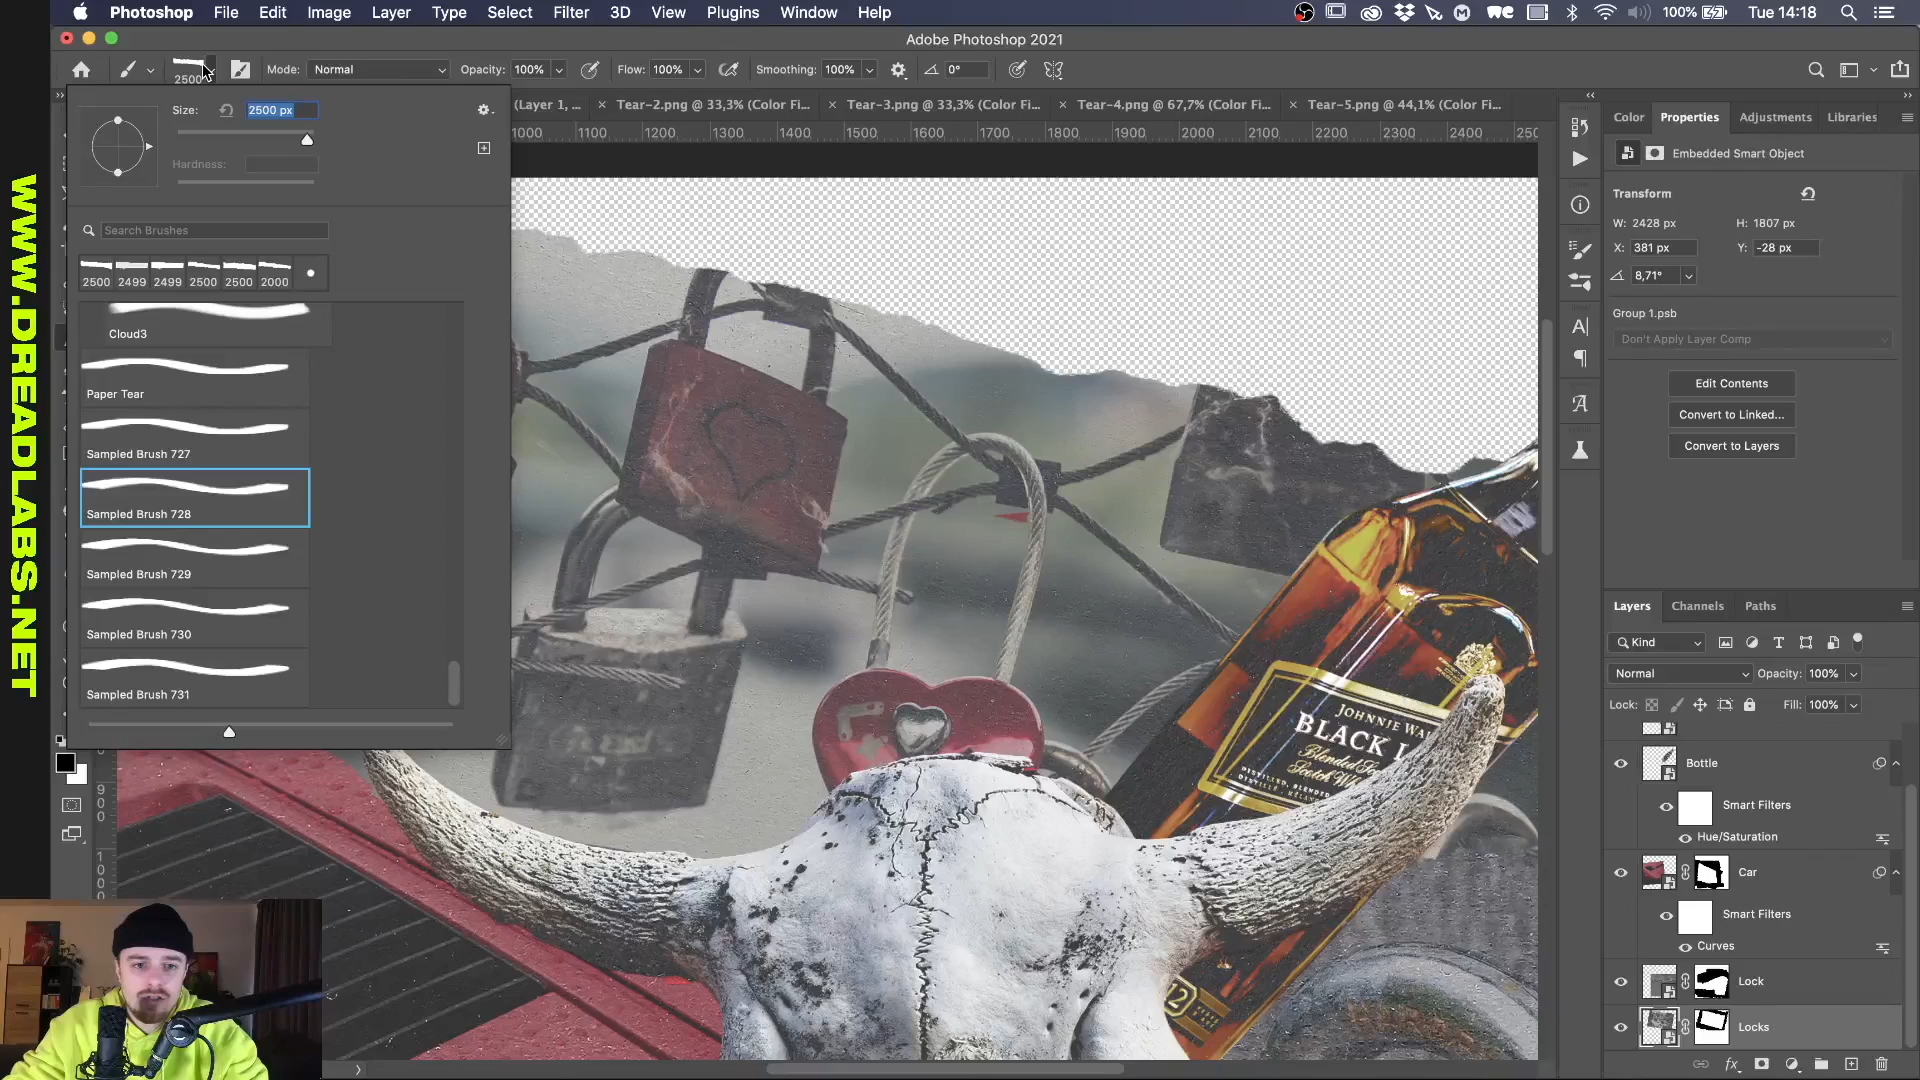 Photoshop File Edit Image Layer Type Select Filter 3D View Plugins Window Help
100% Tue 14:18
Adobe Photoshop 2021
2500
Mode: Normal Opacity: 100% Flow: 100% Smoothing: 100% 0°
(Layer 1, ... × Tear-2.png @ 33,3% (Color Fi... × Tear-3.png @ 33,3% (Color Fi... × Tear-4.png @ 67,7% (Color Fi... × Tear-5.png @ 44,1% (Color Fi...
1000 1100 1200 1300 1400 1500 1600 1700 1800 1900 2000 2100 2200 2300 2400
Size: 2500 px
Hardness:
Search Brushes
2500 2499 2499 2500 2500 2000
Cloud3
Paper Tear
Sampled Brush 727
Sampled Brush 728
Sampled Brush 729
Sampled Brush 730
Sampled Brush 731
WWW.DREADLABS.NET
JOHNNIE WA
BLACK L
Blended
Scotch W
12
Color Properties Adjustments Libraries
Embedded Smart Object
Transform
W: 2428 px H: 1807 px
X: 381 px Y: -28 px
8,71°
Group 1.psb
Don't Apply Layer Comp
Edit Contents
Convert to Linked...
Convert to Layers
Layers Channels Paths
Kind
Normal Opacity: 100%
Lock: Fill: 100%
Bottle
Smart Filters
Hue/Saturation
Car
Smart Filters
Curves
Lock
Locks